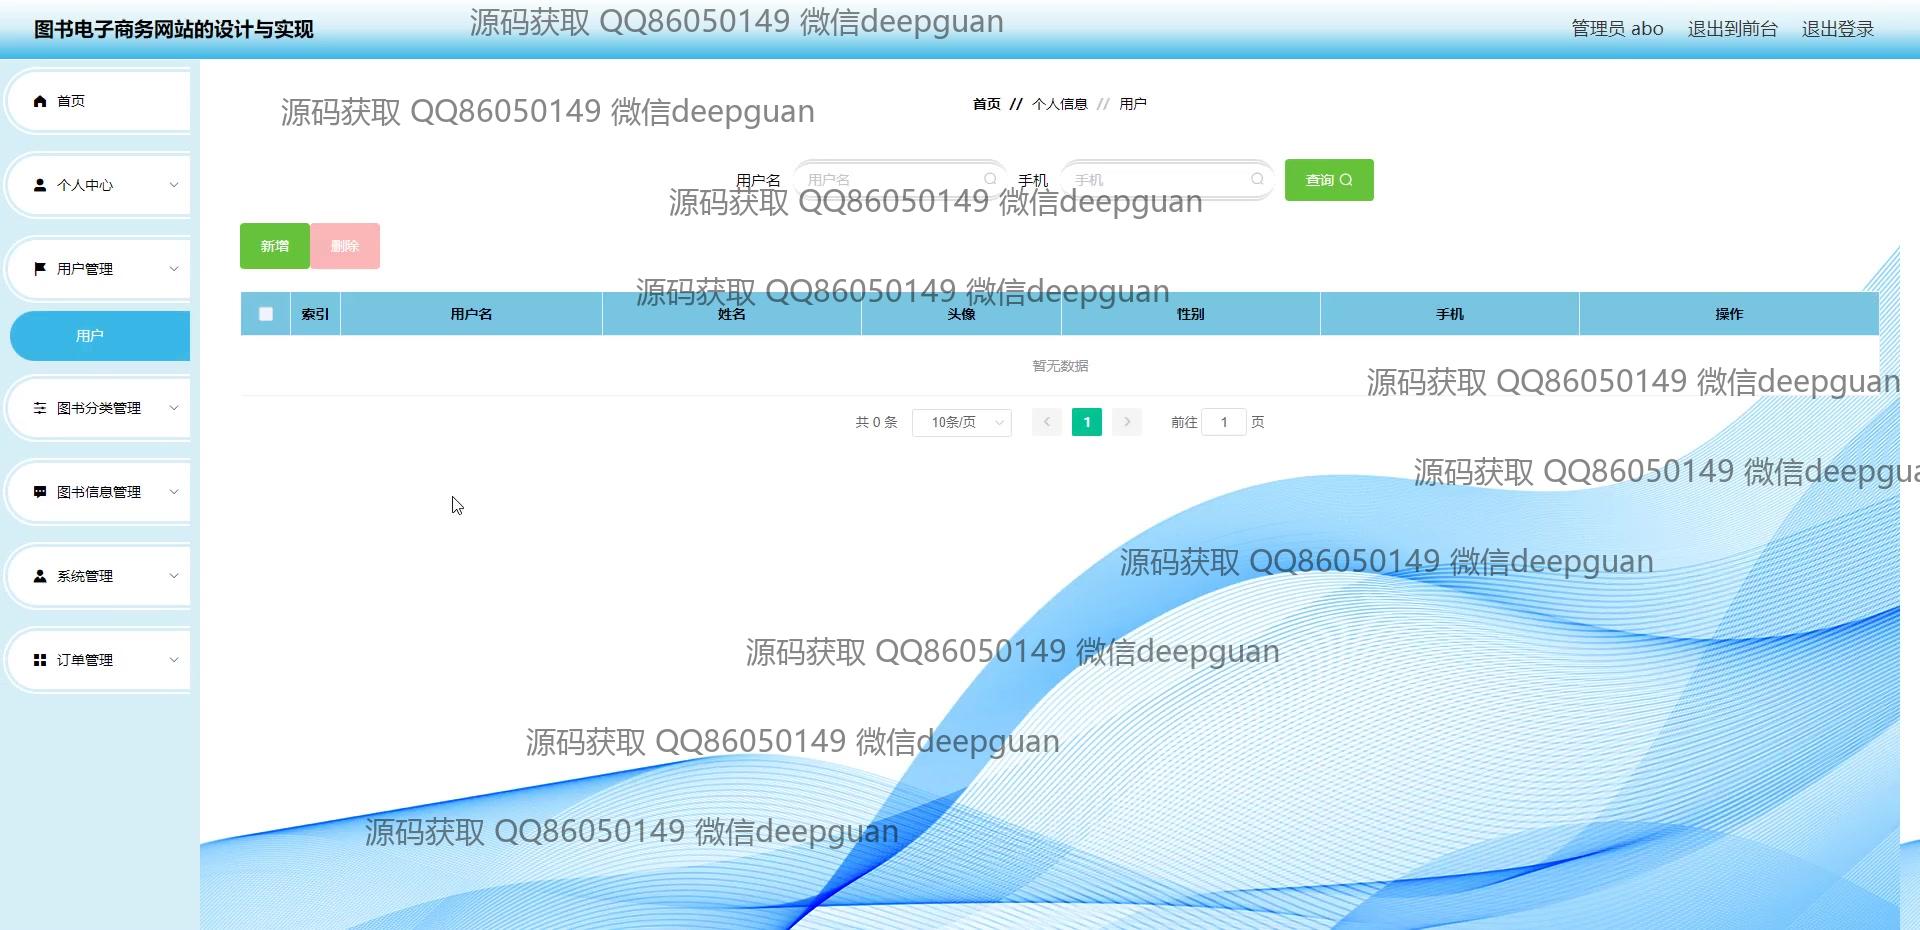 图书电子商务网站的设计与实现
源码获取 QQ86050149 微信deepguan
管理员 abo 退出到前台 退出登录
首页
源码获取 QQ86050149 微信deepguan
首页 // 个人信息 // 用户
个人中心
用户名 用户名 手机 手机 查询
源码获取 QQ86050149 微信deepguan
新增 删除
用户管理
源码获取 QQ86050149 微信deepguan
索引 用户名 姓名 头像 性别 手机 操作
用户
暂无数据
源码获取 QQ86050149 微信deepguan
图书分类管理
共 0 条 10条/页 1 前往 1 页
源码获取 QQ86050149 微信deepgua
图书信息管理
源码获取 QQ86050149 微信deepguan
系统管理
源码获取 QQ86050149 微信deepguan
订单管理
源码获取 QQ86050149 微信deepguan
源码获取 QQ86050149 微信deepguan